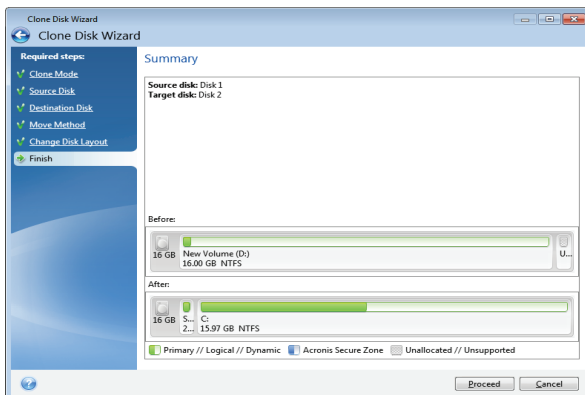 Clone Disk Wizard
Clone Disk Wizard
Required steps:
Clone Mode
Source Disk
Destination Disk
Move Method
Change Disk Layout
Finish
Summary
Source disk: Disk 1
Target disk: Disk 2
Before:
16 GB
New Volume (D:)
16.00 GB NTFS
U...
After:
16 GB
S...
2...
C:
15.97 GB NTFS
Primary // Logical // Dynamic Acronis Secure Zone Unallocated // Unsupported
Proceed Cancel